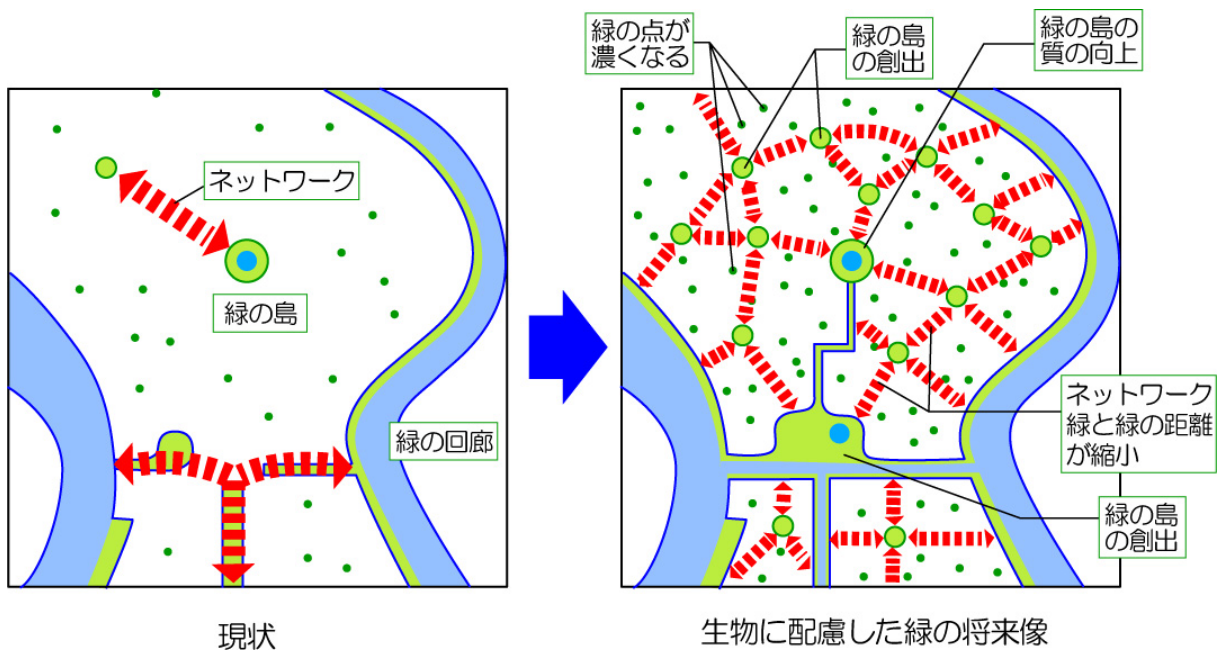 緑の点が
濃くなる
緑の島
の創出
緑の島の
質の向上
ネットワーク
緑の島
緑の回廊
ネットワーク
緑と緑の距離
が縮小
緑の島
の創出
現状
生物に配慮した緑の将来像